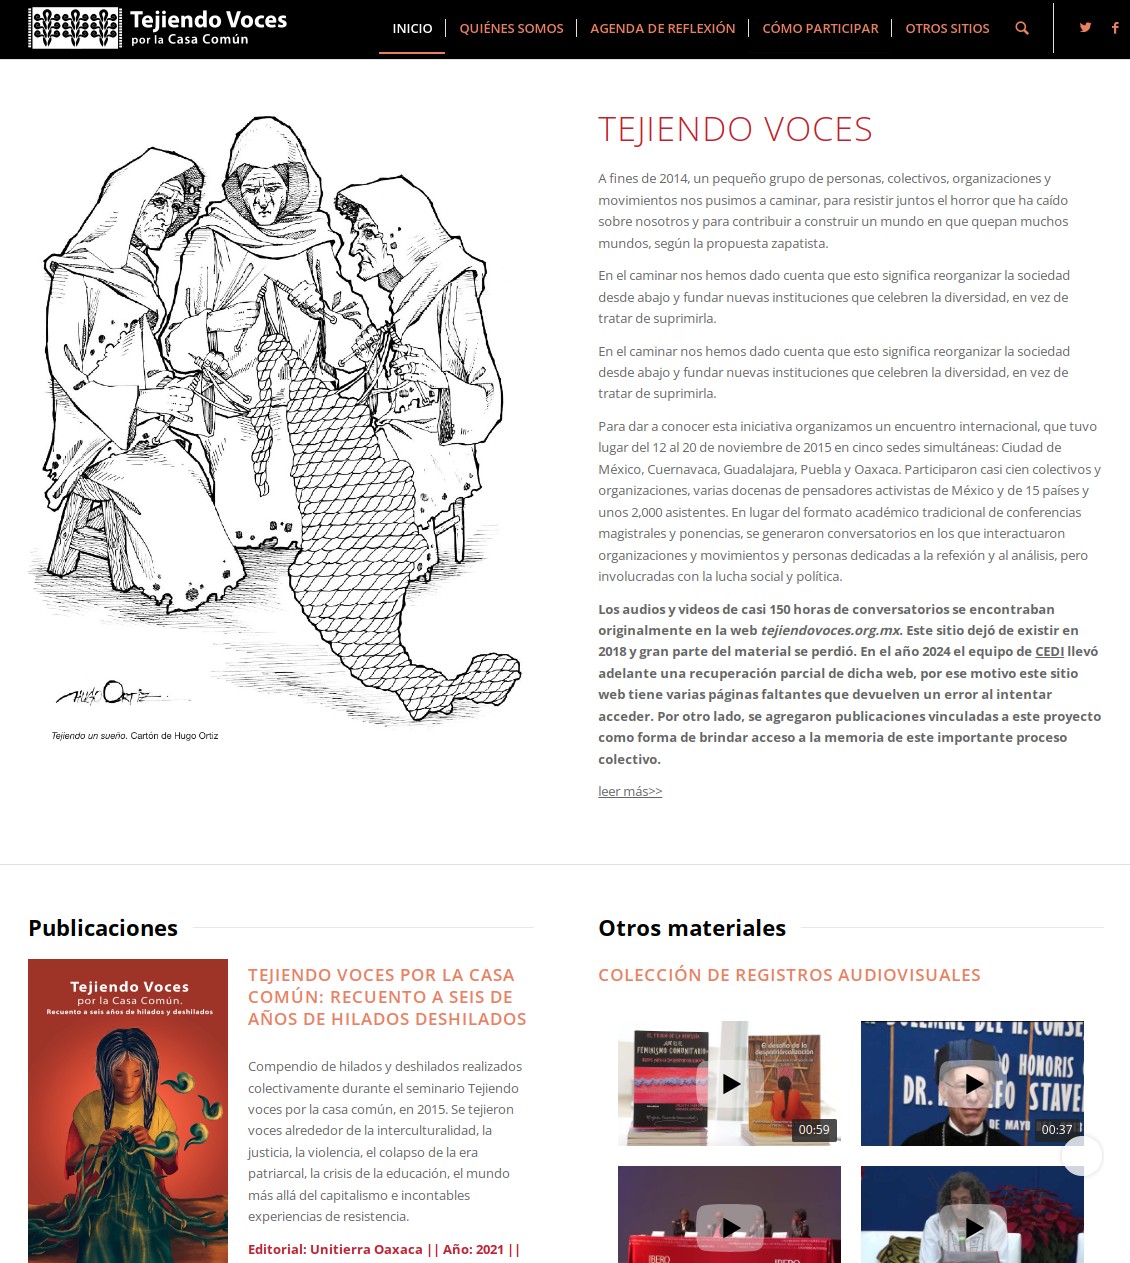 Tejiendo Voces
por la Casa Común
INICIO
QUIÉNES SOMOS
AGENDA DE REFLEXIÓN
CÓMO PARTICIPAR
OTROS SITIOS
HUGO ORTIZ
Tejiendo un sueño. Cartón de Hugo Ortiz
TEJIENDO VOCES
A fines de 2014, un pequeño grupo de personas, colectivos, organizaciones y
movimientos nos pusimos a caminar, para resistir juntos el horror que ha caído
sobre nosotros y para contribuir a construir un mundo en que quepan muchos
mundos, según la propuesta zapatista.
En el caminar nos hemos dado cuenta que esto significa reorganizar la sociedad
desde abajo y fundar nuevas instituciones que celebren la diversidad, en vez de
tratar de suprimirla.
En el caminar nos hemos dado cuenta que esto significa reorganizar la sociedad
desde abajo y fundar nuevas instituciones que celebren la diversidad, en vez de
tratar de suprimirla.
Para dar a conocer esta iniciativa organizamos un encuentro internacional, que tuvo
lugar del 12 al 20 de noviembre de 2015 en cinco sedes simultáneas: Ciudad de
México, Cuernavaca, Guadalajara, Puebla y Oaxaca. Participaron casi cien colectivos y
organizaciones, varias docenas de pensadores activistas de México y de 15 países y
unos 2,000 asistentes. En lugar del formato académico tradicional de conferencias
magistrales y ponencias, se generaron conversatorios en los que interactuaron
organizaciones y movimientos y personas dedicadas a la refexión y al análisis, pero
involucradas con la lucha social y política.
Los audios y videos de casi 150 horas de conversatorios se encontraban
originalmente en la web tejiendovoces.org.mx. Este sitio dejó de existir en
2018 y gran parte del material se perdió. En el año 2024 el equipo de CEDI llevó
adelante una recuperación parcial de dicha web, por ese motivo este sitio
web tiene varias páginas faltantes que devuelven un error al intentar
acceder. Por otro lado, se agregaron publicaciones vinculadas a este proyecto
como forma de brindar acceso a la memoria de este importante proceso
colectivo.
leer más>>
Publicaciones
Tejiendo Voces
por la Casa Común.
Recuento a seis años de hilados y deshilados
TEJIENDO VOCES POR LA CASA
COMÚN: RECUENTO A SEIS DE
AÑOS DE HILADOS DESHILADOS
Compendio de hilados y deshilados realizados
colectivamente durante el seminario Tejiendo
voces por la casa común, en 2015. Se tejieron
voces alrededor de la interculturalidad, la
justicia, la violencia, el colapso de la era
patriarcal, la crisis de la educación, el mundo
más allá del capitalismo e incontables
experiencias de resistencia.
Editorial: Unitierra Oaxaca || Año: 2021 ||
Otros materiales
COLECCIÓN DE REGISTROS AUDIOVISUALES
FEMINISMO COMUNITARIO
El desafío de la
despatriarcalización
00:59
SOLEMNE DEL H. CONSE
HONORIS
DR.
FO STAVE
DE MAYO
00:37
IBERO